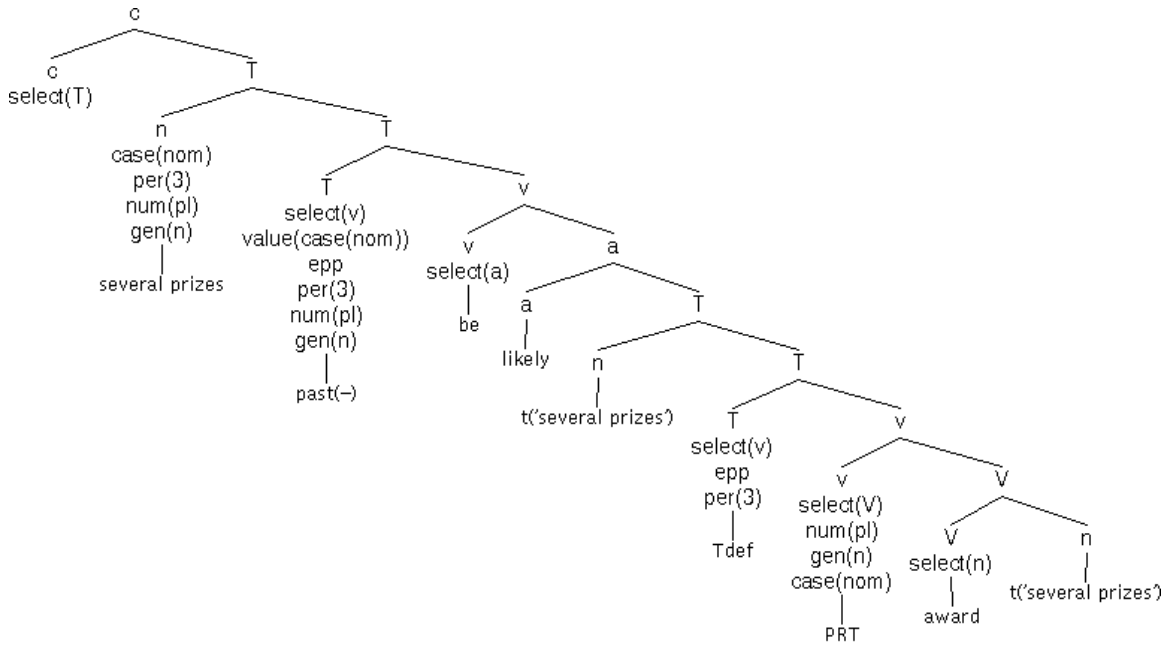 c
c
T
select(T)
n
T
case(nom)
per(3)
num(pl)
gen(n)
several prizes
T
v
select(v)
value(case(nom))
epp
per(3)
num(pl)
gen(n)
past(–)
v
a
select(a)
be
a
T
likely
n
T
t('several prizes')
T
v
select(v)
epp
per(3)
Tdef
v
V
select(V)
num(pl)
gen(n)
case(nom)
PRT
V
n
select(n)
award
t('several prizes')